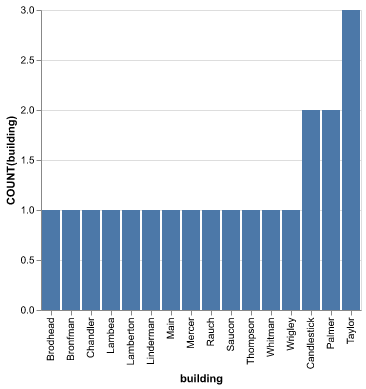 COUNT(building)
3.0
2.5
2.0
1.5
1.0
0.5
0.0
Brodhead
Bronfman
Chandler
Lambea
Lamberton
Linderman
Main
Mercer
Rauch
Saucon
Thompson
Whitman
Wrigley
Candlestick
Palmer
Taylor
building